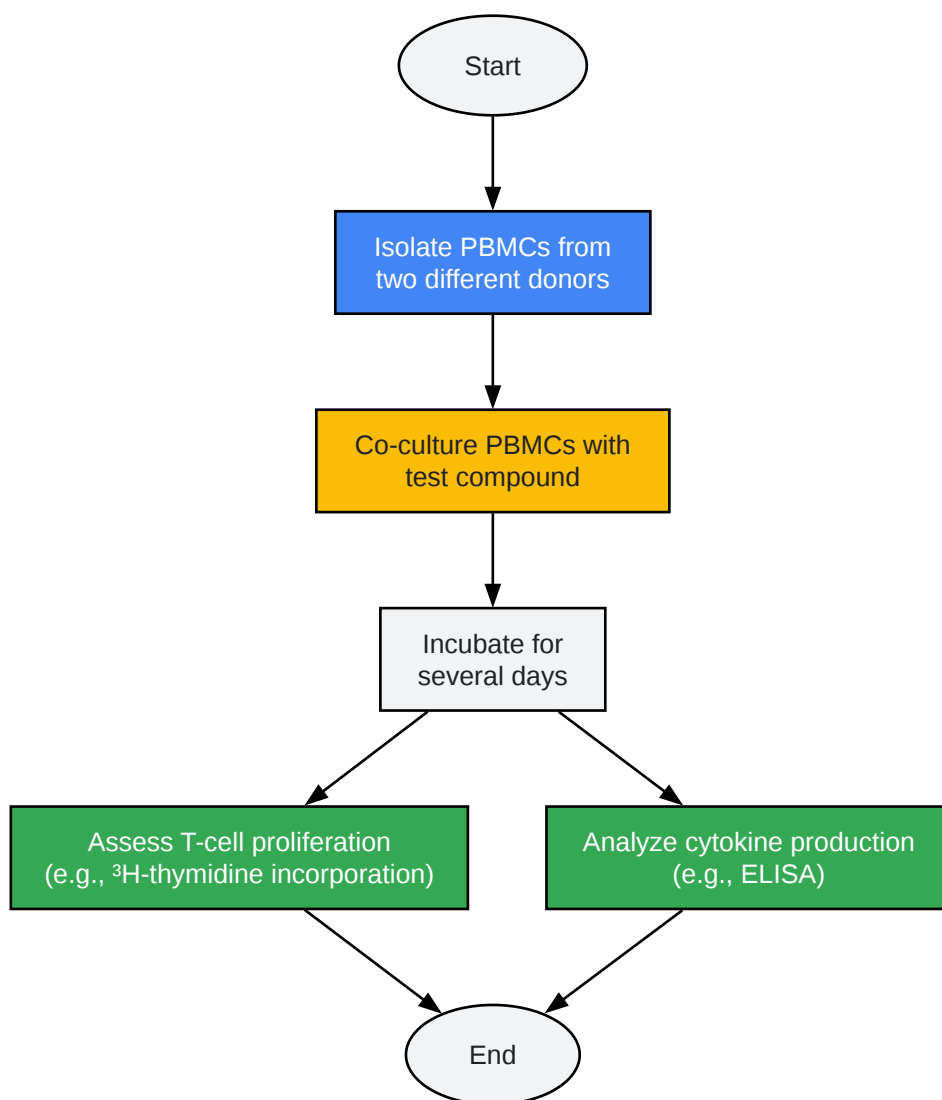 Start
Isolate PBMCs from
two different donors
Co-culture PBMCs with
test compound
Incubate for
several days
Assess T-cell proliferation
(e.g., ³H-thymidine incorporation)
Analyze cytokine production
(e.g., ELISA)
End